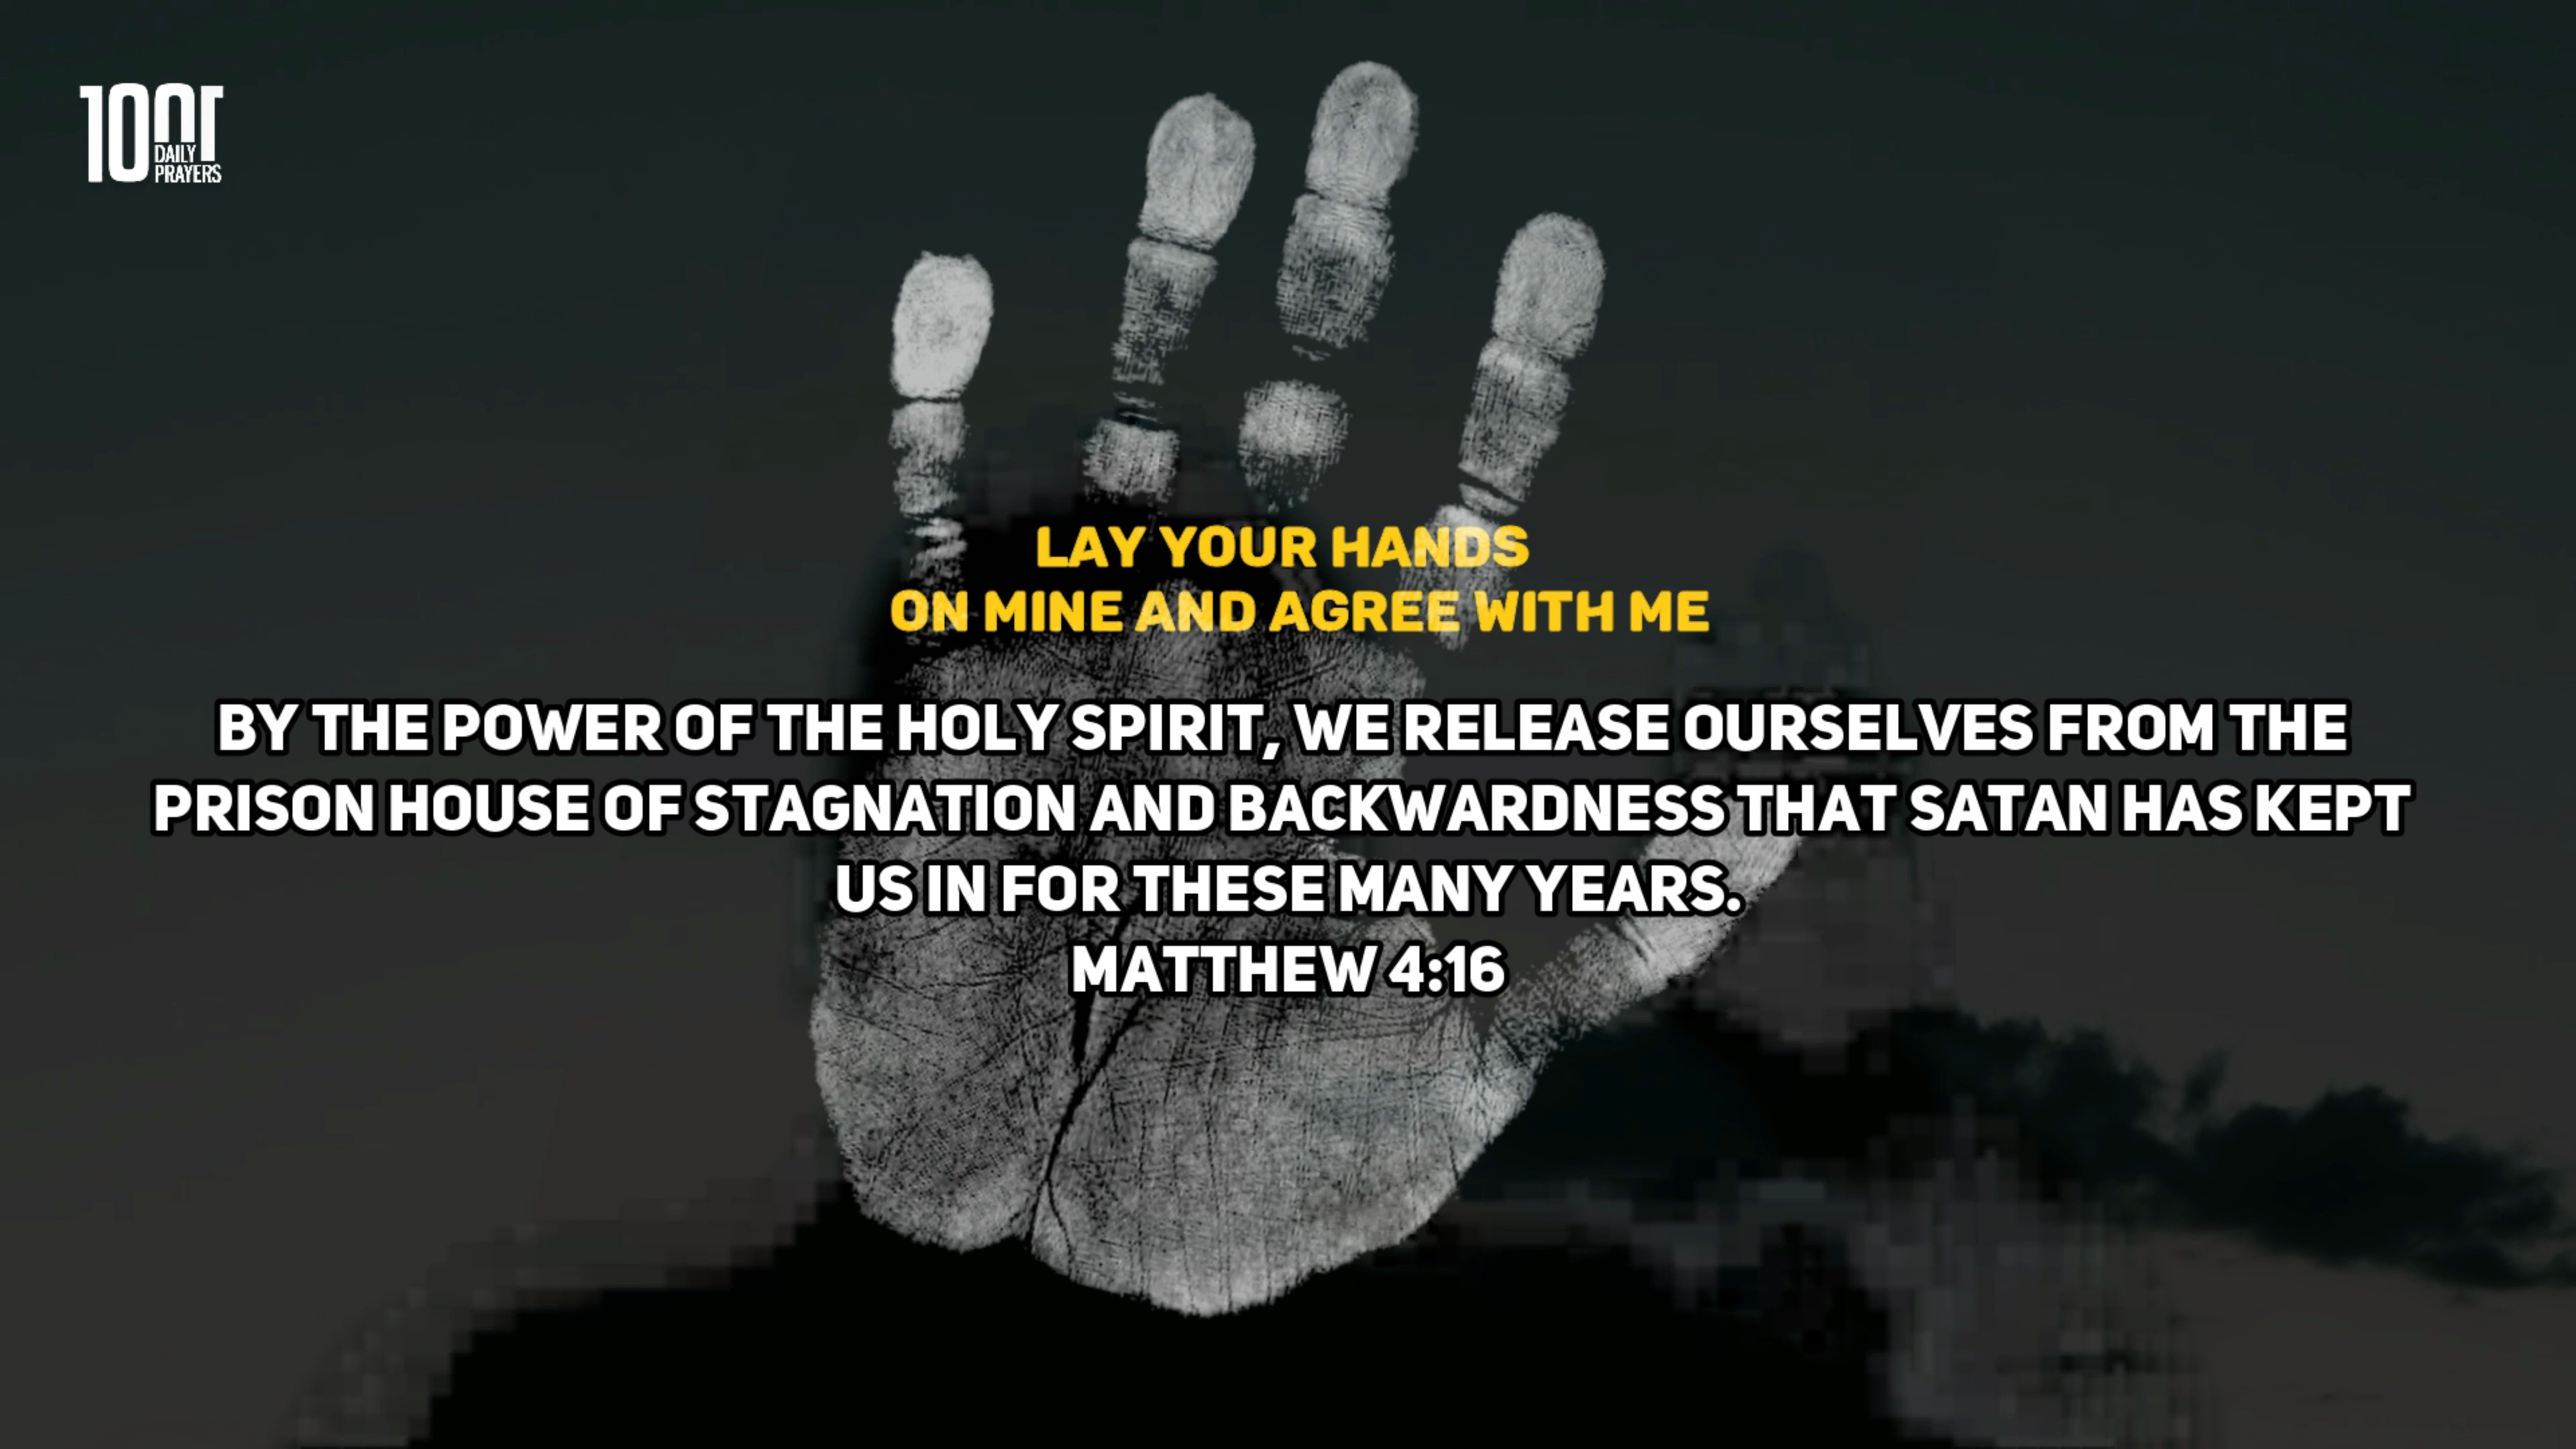 1001
DAILY
PRAYERS
LAY YOUR HANDS
ON MINE AND AGREE WITH ME
BY THE POWER OF THE HOLY SPIRIT, WE RELEASE OURSELVES FROM THE
PRISON HOUSE OF STAGNATION AND BACKWARDNESS THAT SATAN HAS KEPT
US IN FOR THESE MANY YEARS.
MATTHEW 4:16